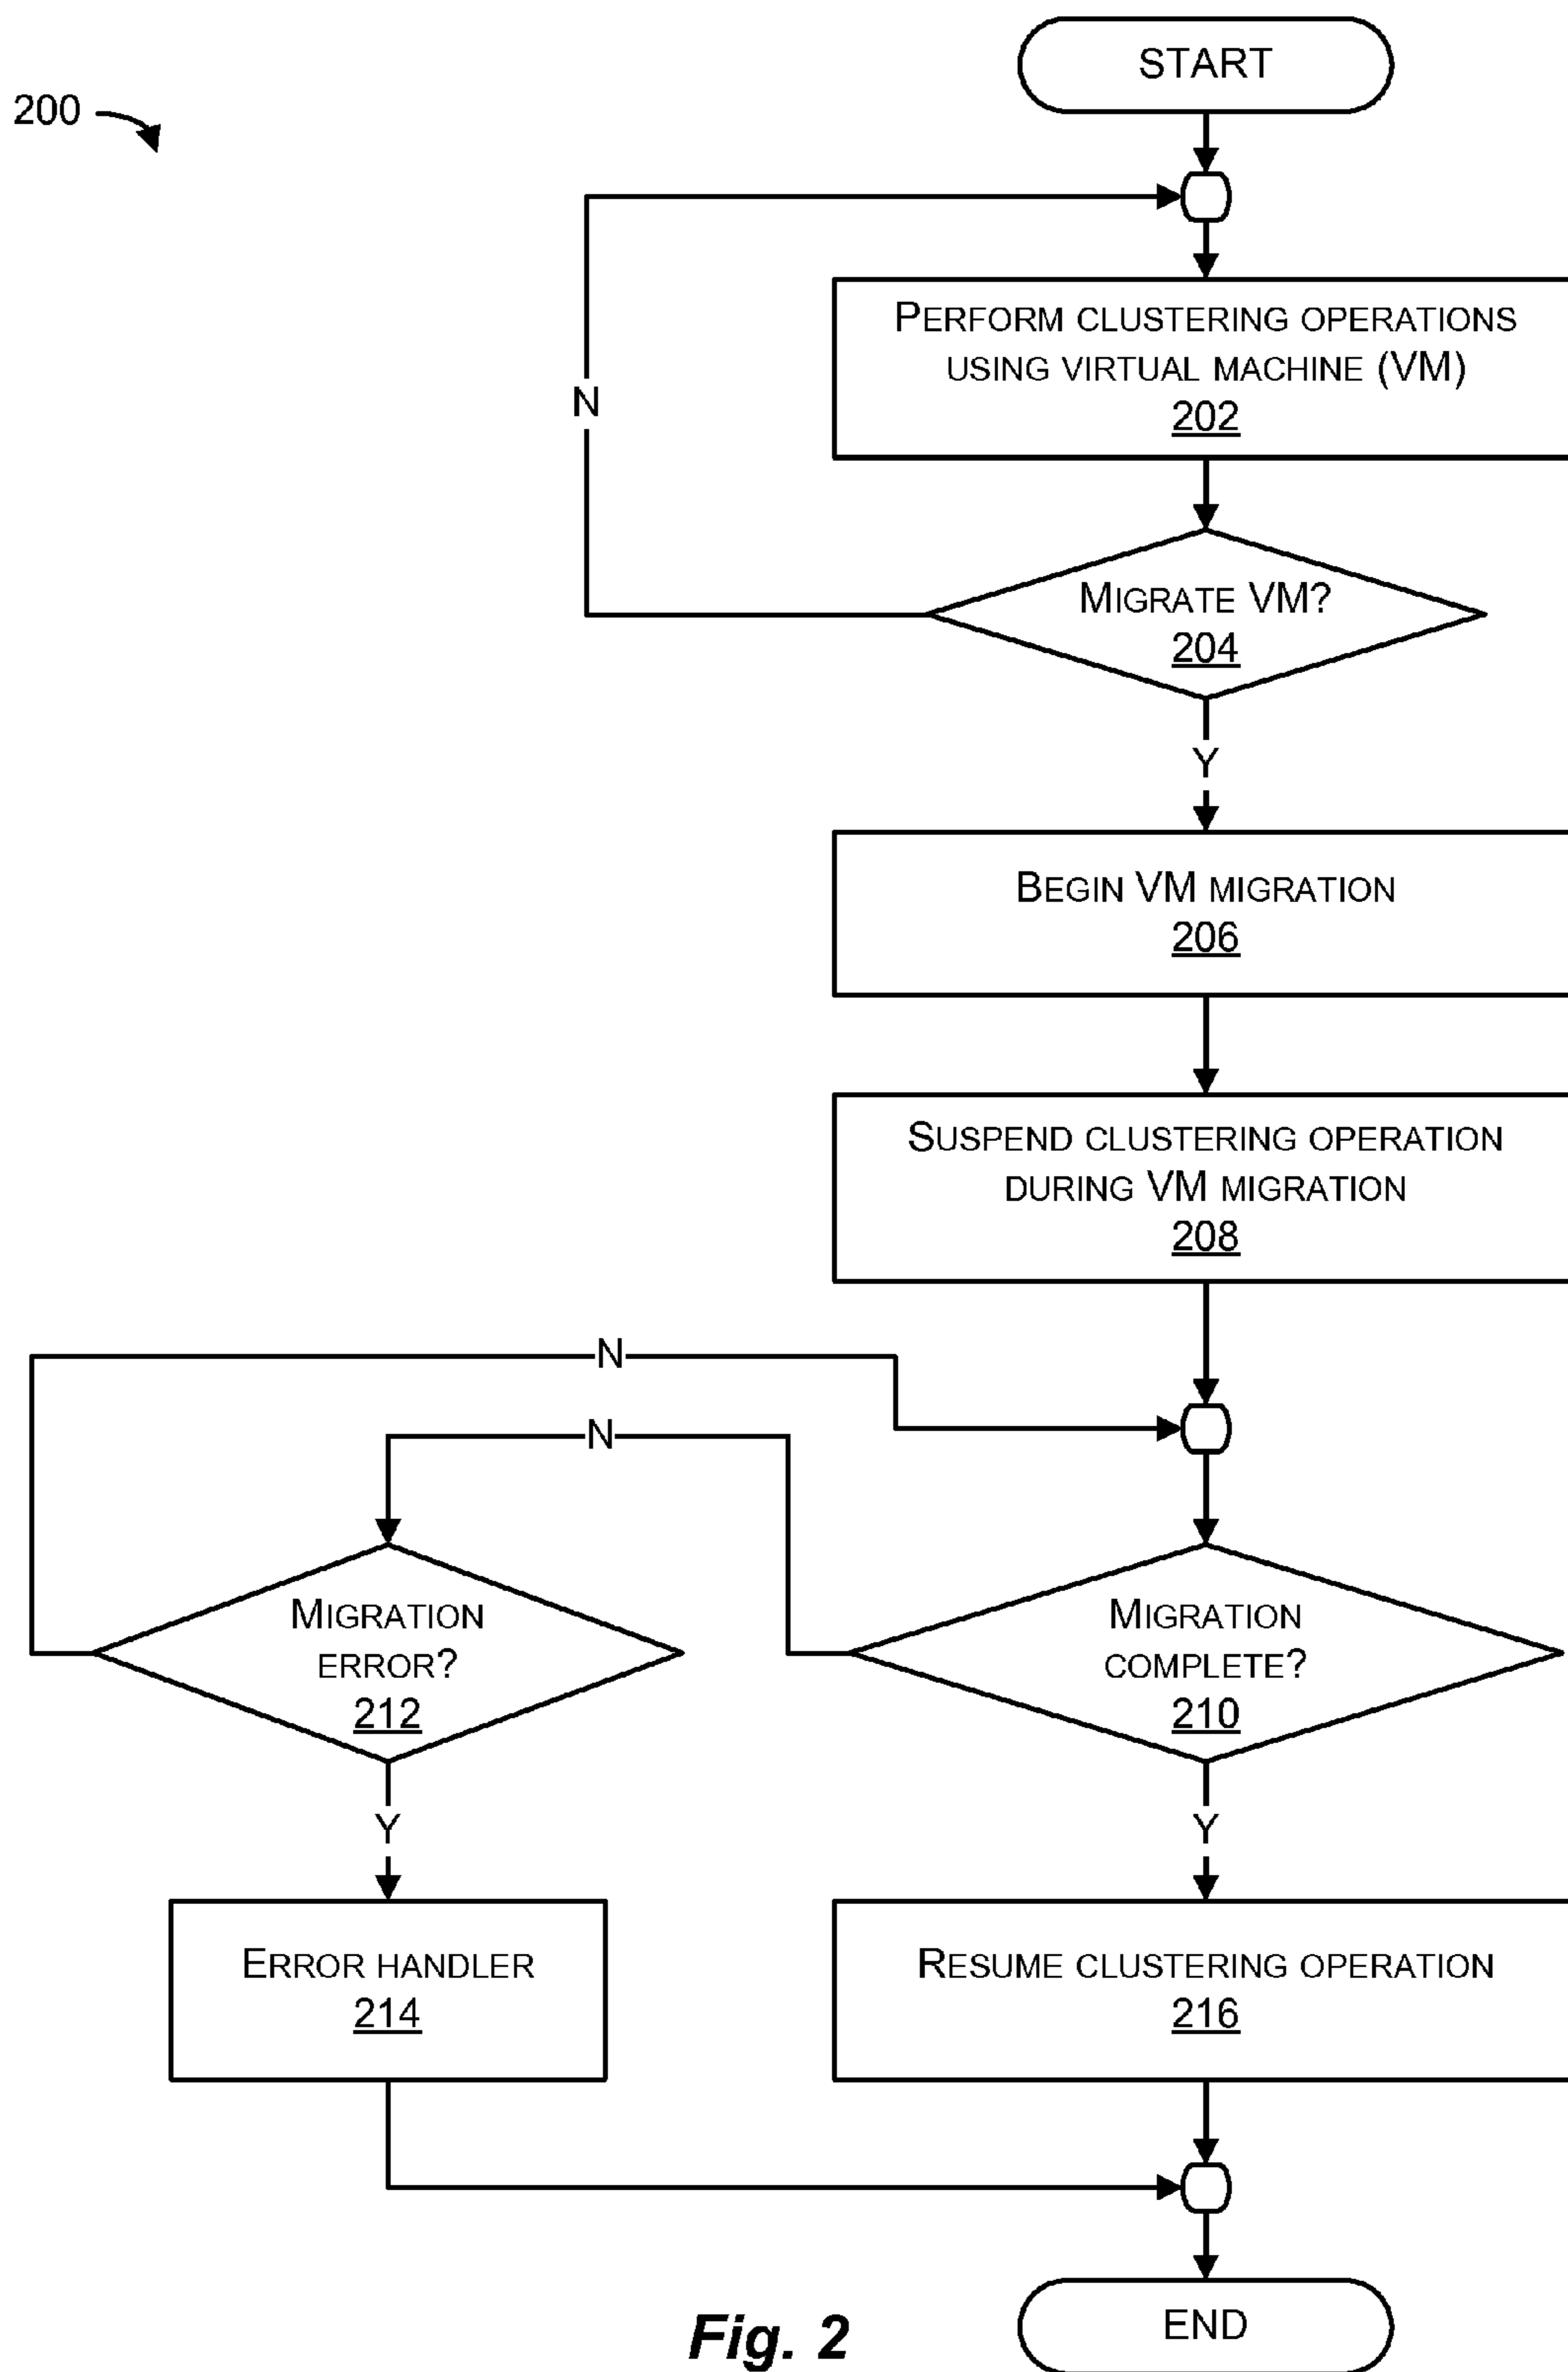 START
200
PERFORM CLUSTERING OPERATIONS
USING VIRTUAL MACHINE (VM)
202
N
MIGRATE VM?
204
Y
BEGIN VM MIGRATION
206
SUSPEND CLUSTERING OPERATION
DURING VM MIGRATION
208
N
N
MIGRATION
ERROR?
212
MIGRATION
COMPLETE?
210
Y
Y
ERROR HANDLER
214
RESUME CLUSTERING OPERATION
216
END
Fig. 2